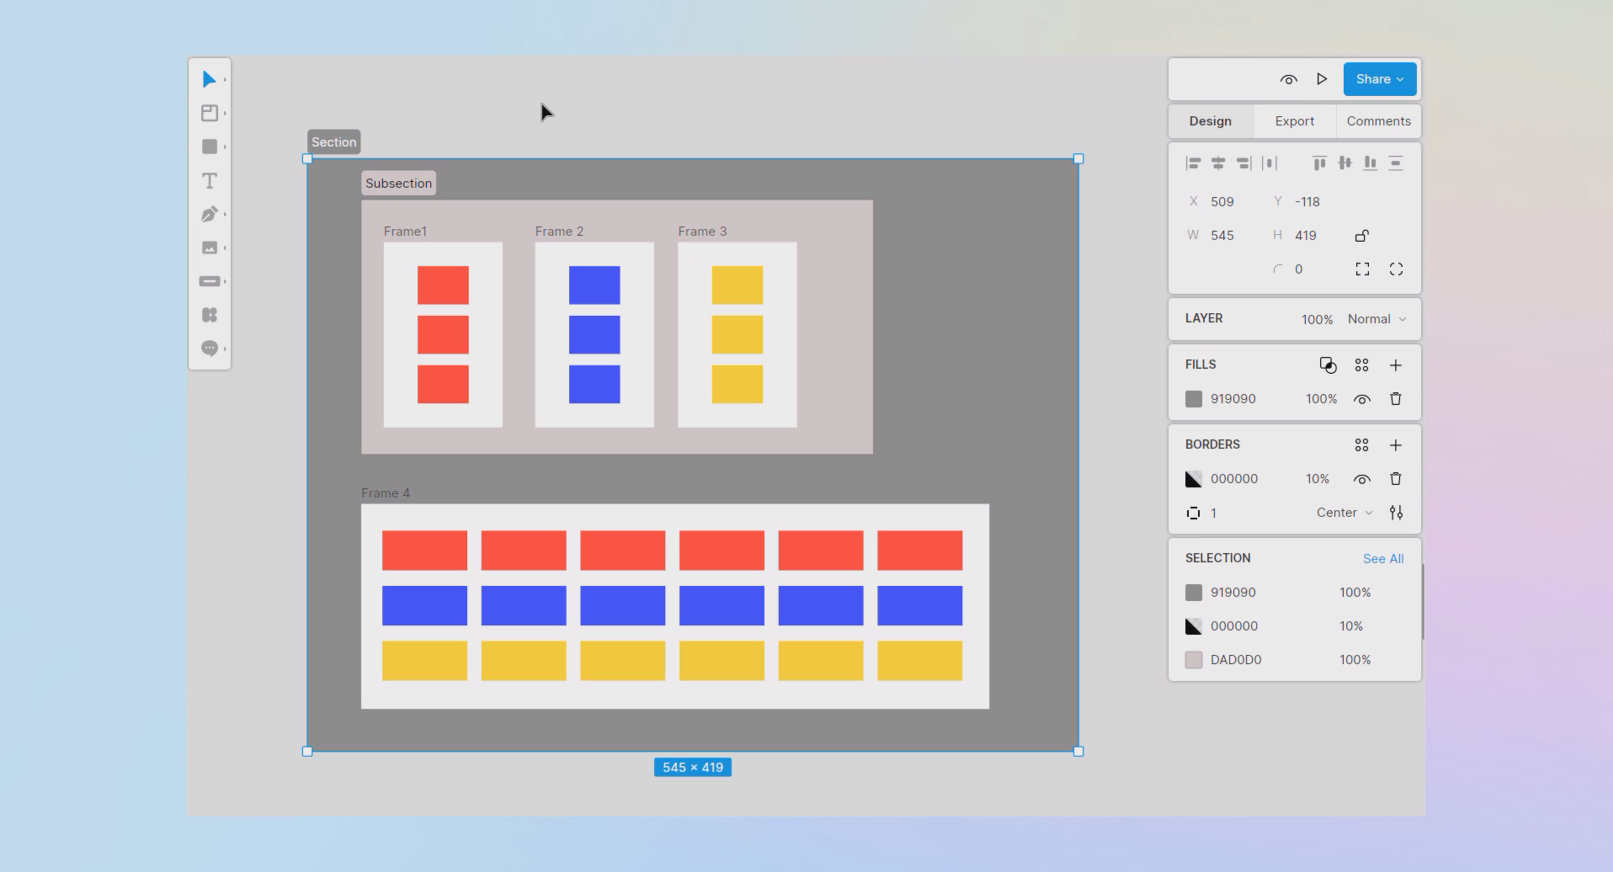 Share
Design Export Comments
Section
Subsection
Frame1 Frame 2 Frame 3
Frame 4
545 × 419
X 509 Y -118
W 545 H 419
0
LAYER 100% Normal
FILLS
919090 100%
BORDERS
000000 10%
1 Center
SELECTION See All
919090 100%
000000 10%
DAD0D0 100%